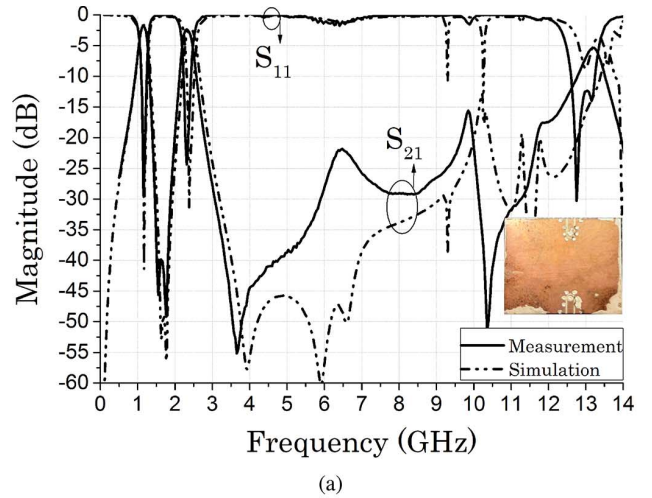 0
-5
-10
-15
-20
-25
-30
-35
-40
-45
-50
-55
-60
Magnitude (dB)
S11
S21
Measurement
Simulation
0 1 2 3 4 5 6 7 8 9 10 11 12 13 14
Frequency (GHz)
(a)